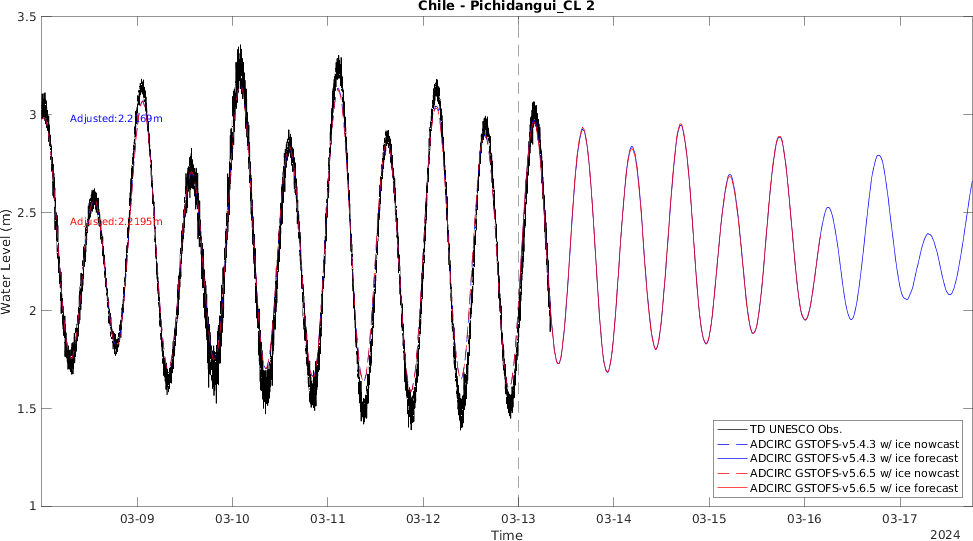 Chile - Pichidangui_CL 2
3.5
3
2.5
2
1.5
1
Water Level (m)
Adjusted:2.2169m
Adjusted:2.2195m
TD UNESCO Obs.
ADCIRC GSTOFS-v5.4.3 w/ ice nowcast
ADCIRC GSTOFS-v5.4.3 w/ ice forecast
ADCIRC GSTOFS-v5.6.5 w/ ice nowcast
ADCIRC GSTOFS-v5.6.5 w/ ice forecast
03-09 03-10 03-11 03-12 03-13 03-14 03-15 03-16 03-17
Time
2024